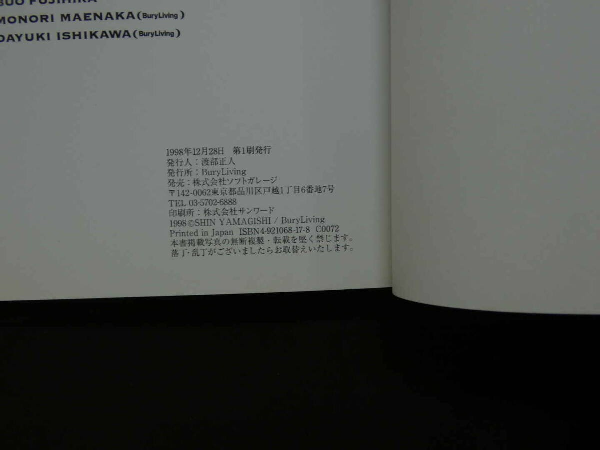 BUO FUJIHIRA
MONORI MAENAKA (BuryLiving)
DAYUKI ISHIKAWA (BuryLiving)
1998年12月28日 第1刷発行
発行人：渡部正人
発行所：BuryLiving
発売：株式会社ソフトガレージ
〒142-0062東京都品川区戸越1丁目6番地7号
TEL 03-5702-6888
印刷所：株式会社サンワード
1998 ©SHIN YAMAGISHI / BuryLiving
Printed in Japan ISBN4-921068-17-8 C0072
本書掲載写真の無断複製・転載を堅く禁じます。
落丁・乱丁がございましたらお取替えいたします。